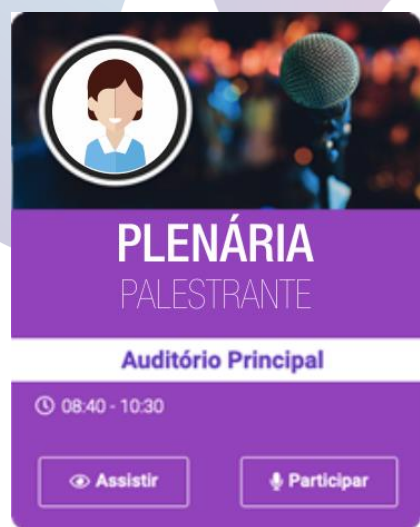 PLENÁRIA
PALESTRANTE
Auditório Principal
08:40 - 10:30
Assistir
Participar